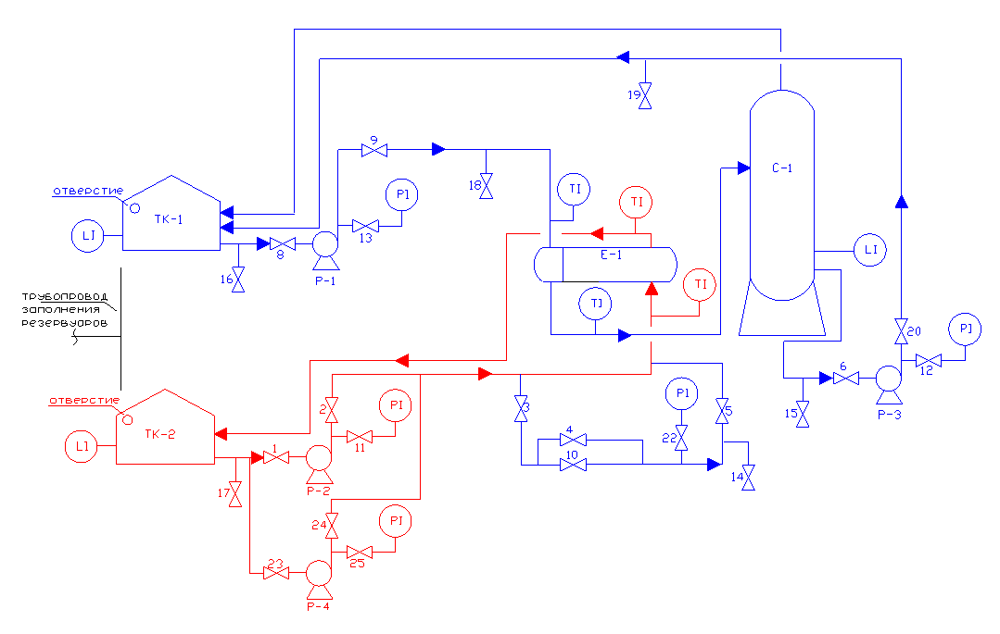 19
9
PI
18
TI
TI
C-1
отверстие
TK-1
LI
13
8
E-1
LI
16
P-1
TI
трубопровод
заполнения
резервуаров
TI
20
PI
6
12
отверстие
2
PI
3
PI
5
15
P-3
TK-2
LI
1
11
4
22
10
14
17
P-2
24
PI
23
25
P-4